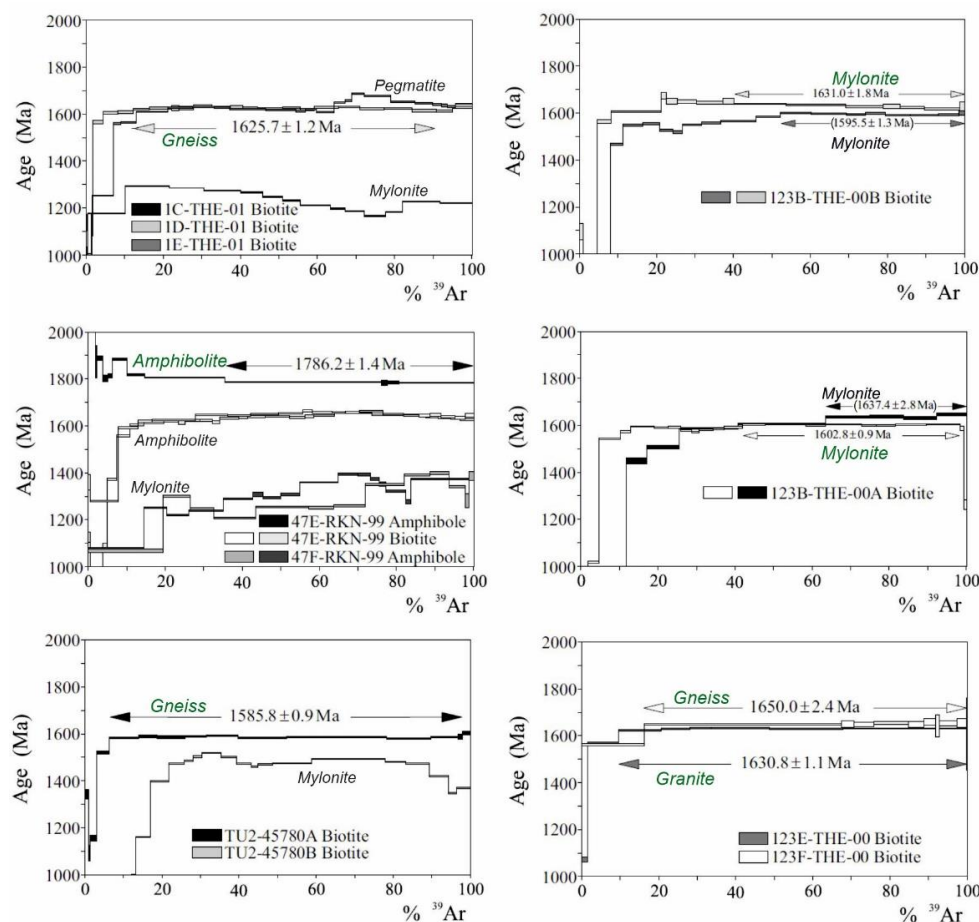 2000
1800
1600
1400
1200
1000
Age (Ma)
Pegmatite
1625.7 ± 1.2 Ma
Gneiss
Mylonite
1C-THE-01 Biotite
1D-THE-01 Biotite
1E-THE-01 Biotite
0 20 40 60 80 100
% ³⁹Ar
2000
1800
1600
1400
1200
1000
Age (Ma)
Mylonite
1631.0 ± 1.8 Ma
(1595.5 ± 1.3 Ma)
Mylonite
123B-THE-00B Biotite
0 20 40 60 80 100
% ³⁹Ar
2000
1800
1600
1400
1200
1000
Age (Ma)
Amphibolite
1786.2 ± 1.4 Ma
Amphibolite
Mylonite
47E-RKN-99 Amphibole
47E-RKN-99 Biotite
47F-RKN-99 Amphibole
0 20 40 60 80 100
% ³⁹Ar
2000
1800
1600
1400
1200
1000
Age (Ma)
Mylonite
(1637.4 ± 2.8 Ma)
1602.8 ± 0.9 Ma
Mylonite
123B-THE-00A Biotite
0 20 40 60 80 100
% ³⁹Ar
2000
1800
1600
1400
1200
1000
Age (Ma)
Gneiss
1585.8 ± 0.9 Ma
Mylonite
TU2-45780A Biotite
TU2-45780B Biotite
0 20 40 60 80 100
% ³⁹Ar
2000
1800
1600
1400
1200
1000
Age (Ma)
Gneiss
1650.0 ± 2.4 Ma
Granite
1630.8 ± 1.1 Ma
123E-THE-00 Biotite
123F-THE-00 Biotite
0 20 40 60 80 100
% ³⁹Ar